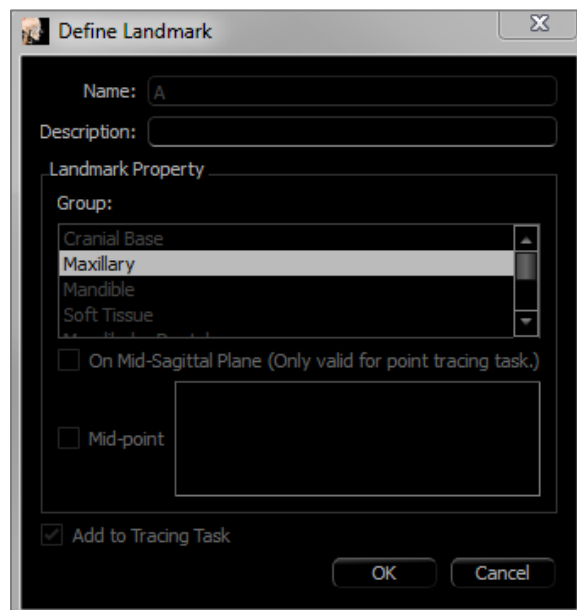 Define Landmark
Name: A
Description:
Landmark Property
Group:
Cranial Base
Maxillary
Mandible
Soft Tissue
On Mid-Sagittal Plane (Only valid for point tracing task.)
Mid-point
Add to Tracing Task
OK Cancel